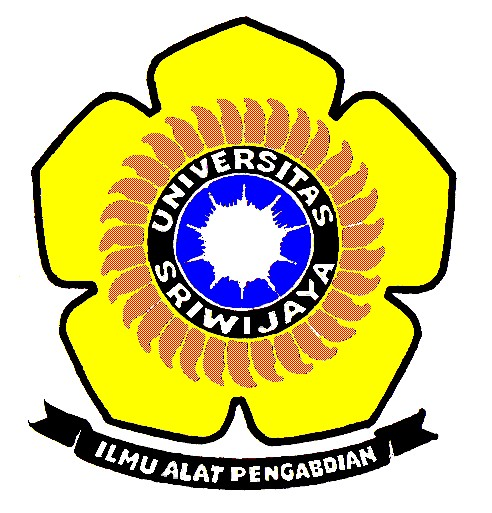 UNIVERSITAS
SRIWIJAYA
ILMU ALAT PENGABDIAN